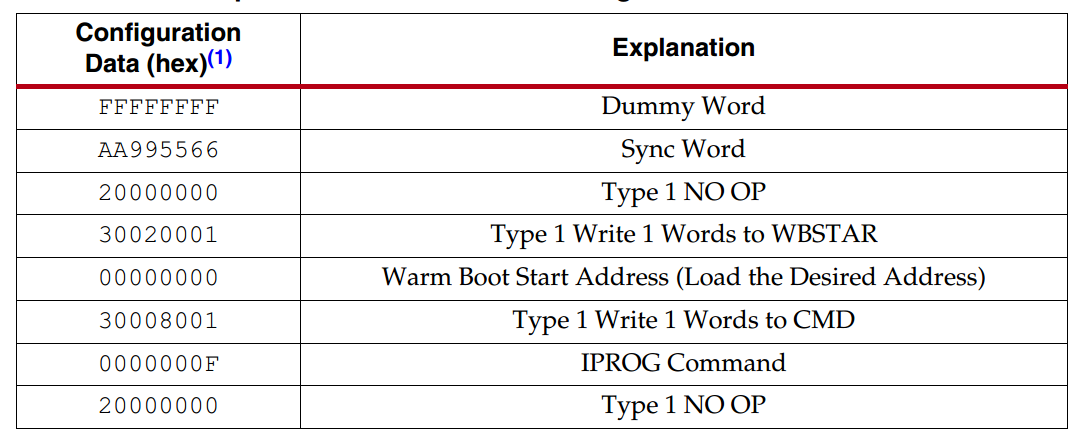 Configuration
Data (hex)(1)
Explanation
FFFFFFFF Dummy Word
AA995566 Sync Word
20000000 Type 1 NO OP
30020001 Type 1 Write 1 Words to WBSTAR
00000000 Warm Boot Start Address (Load the Desired Address)
30008001 Type 1 Write 1 Words to CMD
0000000F IPROG Command
20000000 Type 1 NO OP